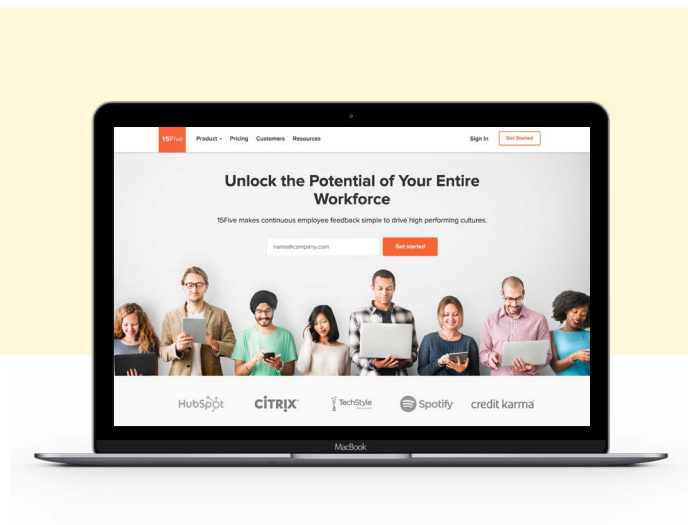 15Five
Product
Pricing
Customers
Resources
Sign In
Get Started
Unlock the Potential of Your Entire
Workforce
15Five makes continuous employee feedback simple to drive high performing cultures.
name@company.com
Get started
HubSpot
CITRIX
TechStyle
Spotify
credit karma
MacBook